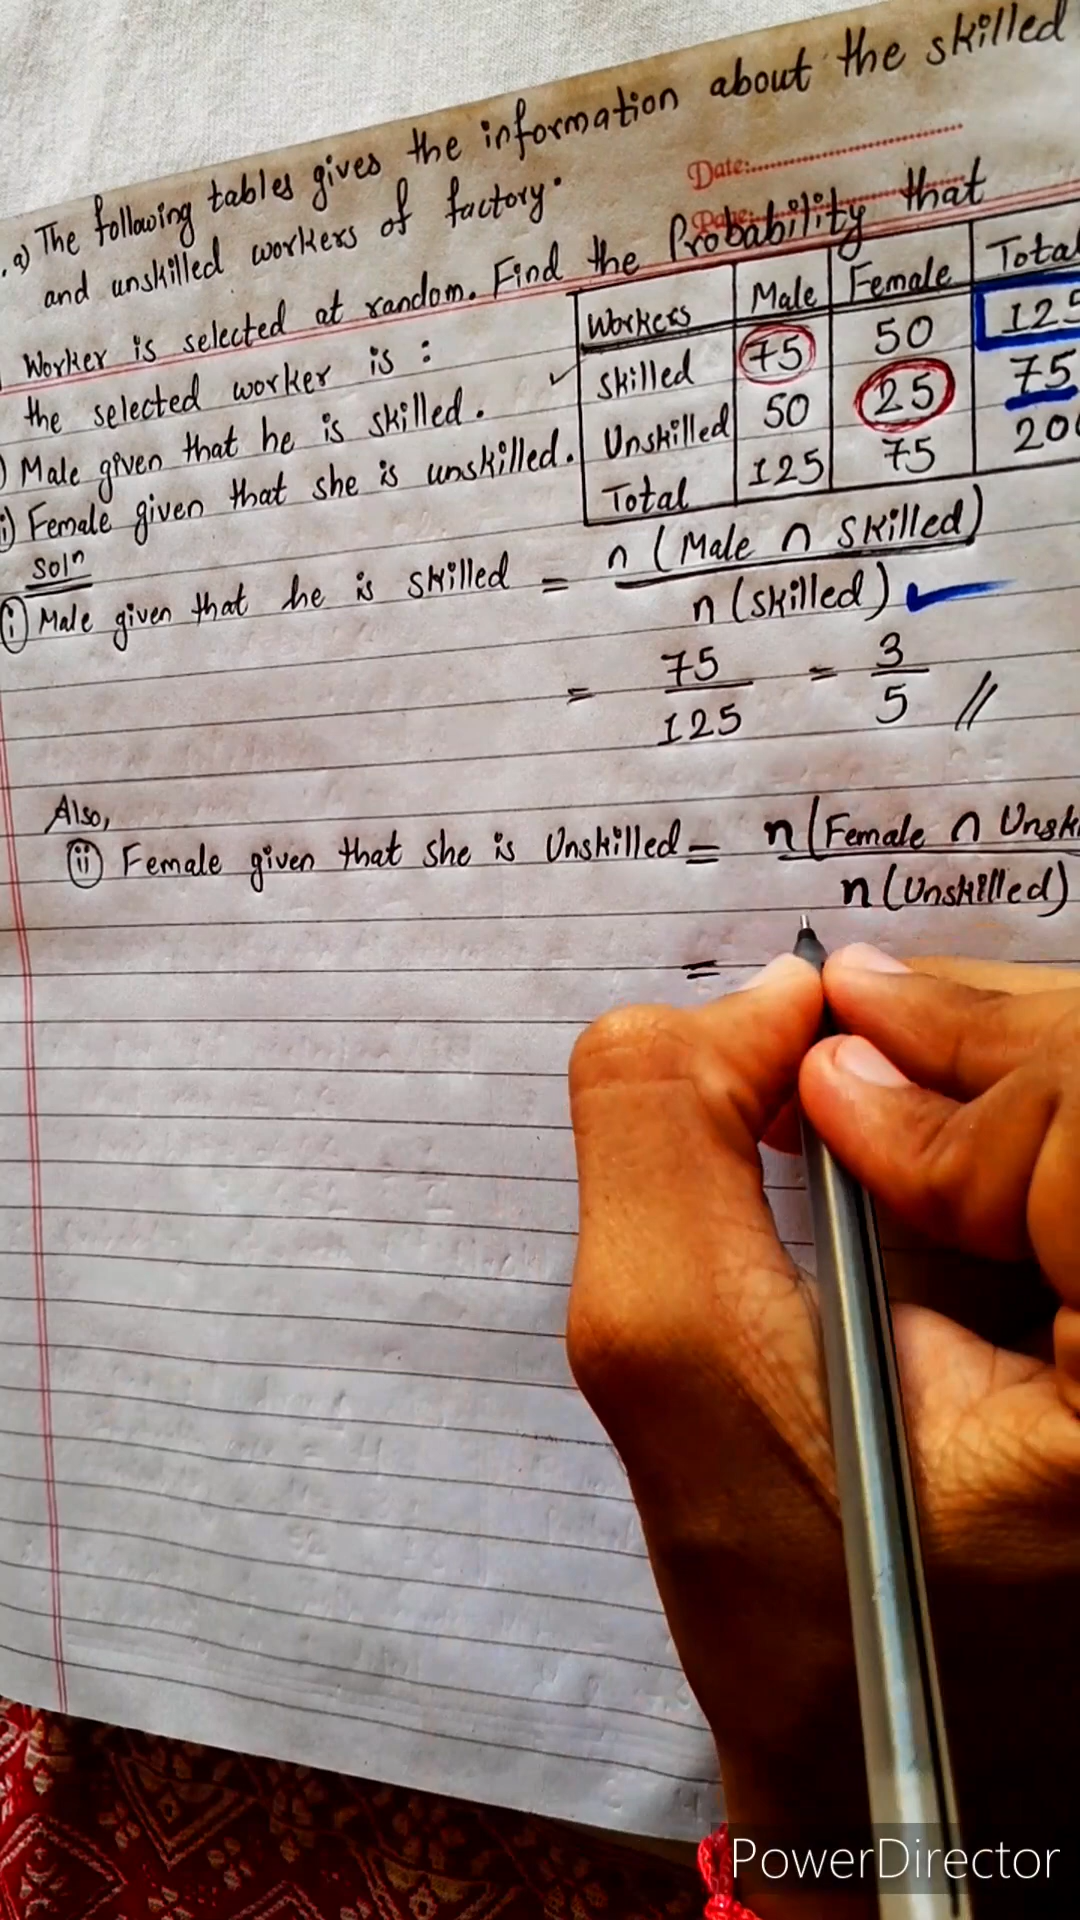 .a) The following tables gives the information about the skilled
and unskilled workers of factory.
Date:
Worker is selected at random. Find the Probability that
the selected worker is :
) Male given that he is skilled.
i) Female given that she is unskilled.
Workers Male Female Total
Skilled 75 50 125
Unskilled 50 25 75
Total 125 75 200
Solⁿ
i Male given that he is skilled = n (Male ∩ Skilled)
n (skilled)
= 75 = 3
125 5 //
Also,
ii Female given that she is Unskilled = n (Female ∩ Unski
n (Unskilled)
=
PowerDirector